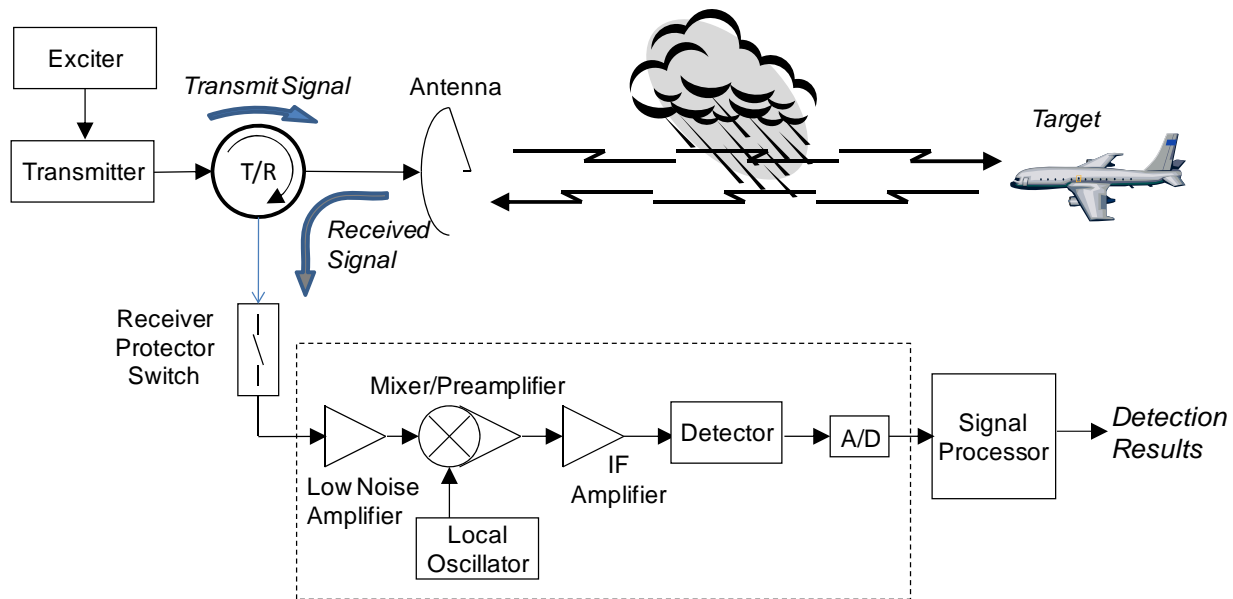 Exciter
Transmit Signal
Antenna
Target
Transmitter
T/R
Received
Signal
Receiver
Protector
Switch
Mixer/Preamplifier
Detector
A/D
Signal
Processor
Detection
Results
IF
Amplifier
Low Noise
Amplifier
Local
Oscillator